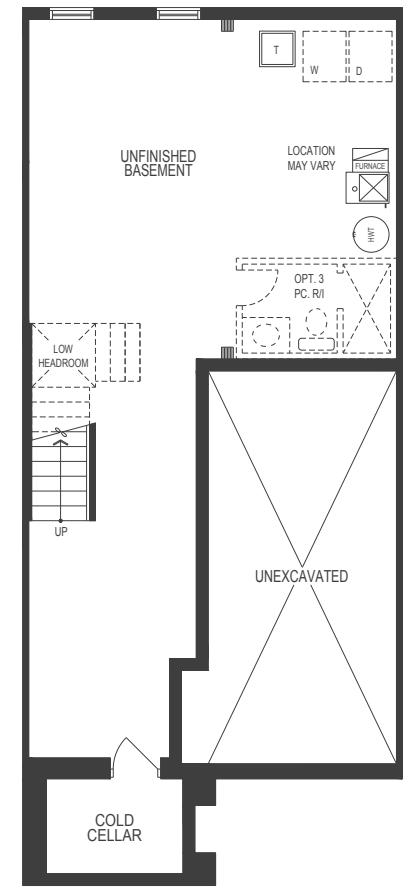 T
W
D
UNFINISHED
BASEMENT
LOCATION
MAY VARY
FURNACE
HWT
OPT. 3
PC. R/I
LOW
HEADROOM
UP
UNEXCAVATED
COLD
CELLAR